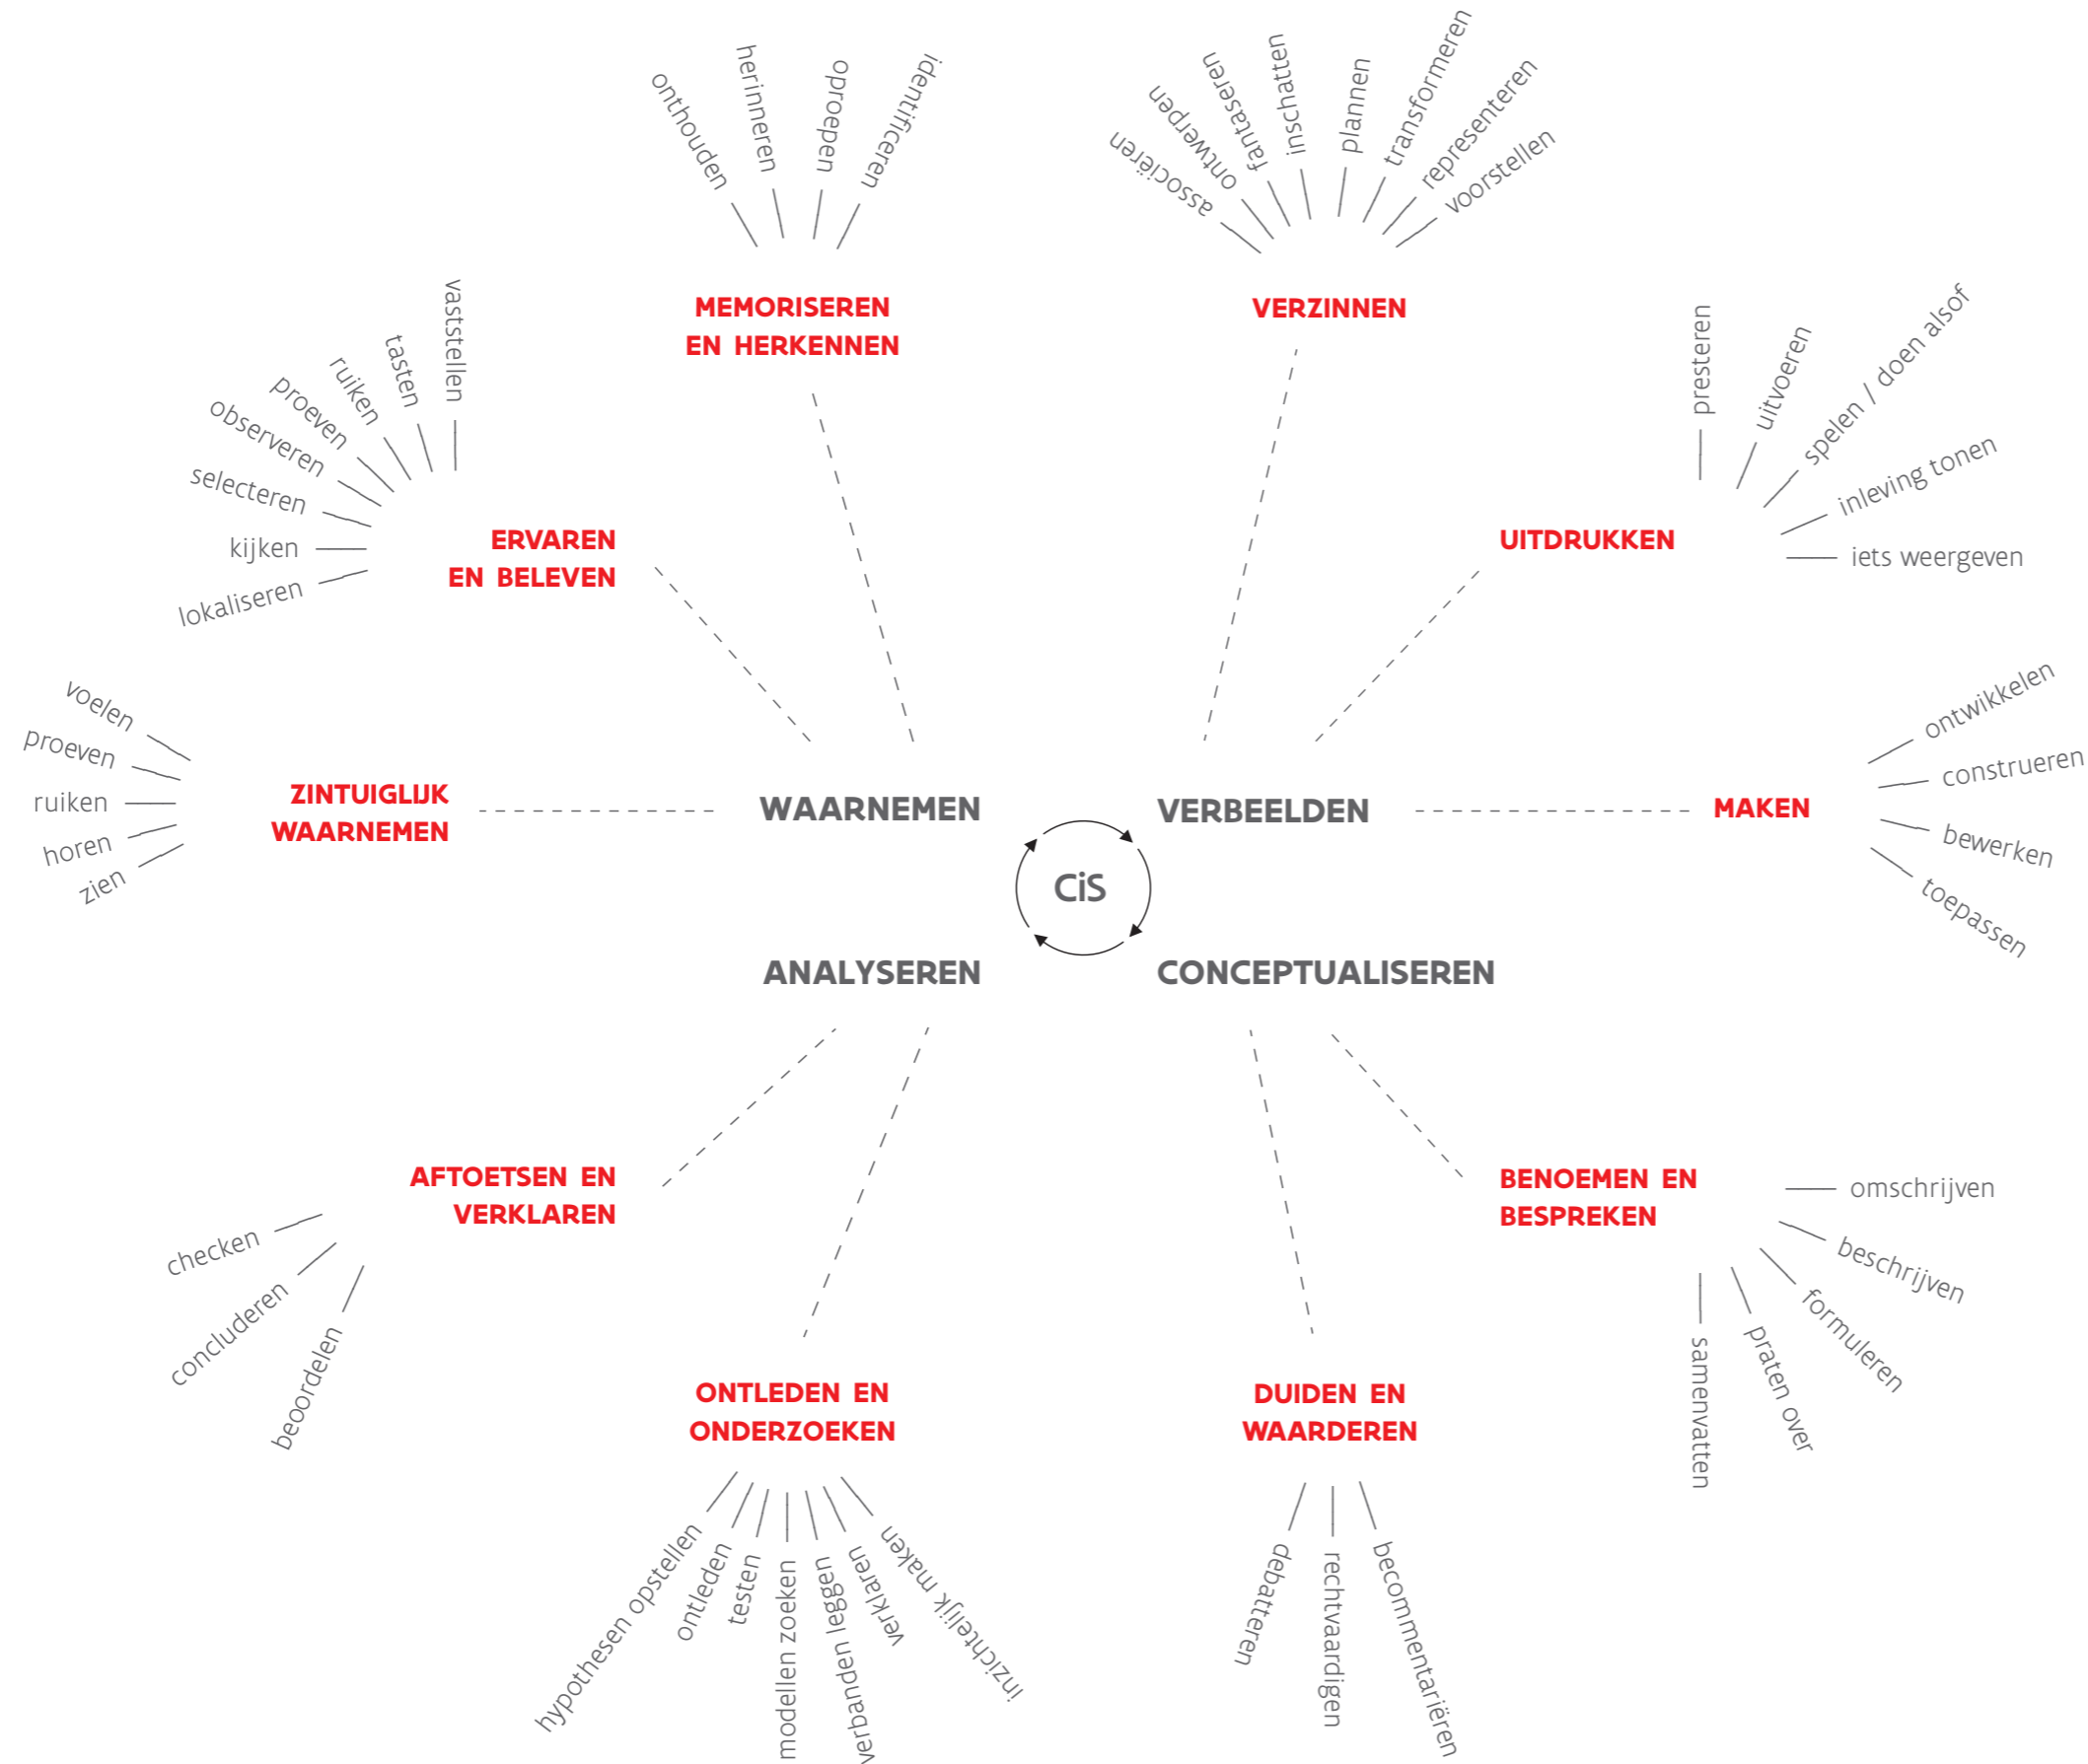 onthouden
herinneren
oproepen
identificeren
MEMORISEREN
EN HERKENNEN
associëren
ontwerpen
fantaseren
inschatten
plannen
transformeren
representeren
voorstellen
VERZINNEN
vaststellen
tasten
ruiken
proeven
observeren
selecteren
kijken
lokaliseren
ERVAREN
EN BELEVEN
presteren
uitvoeren
spelen / doen alsof
inleving tonen
iets weergeven
UITDRUKKEN
voelen
proeven
ruiken
horen
zien
ZINTUIGLIJK
WAARNEMEN
WAARNEMEN
VERBEELDEN
MAKEN
ontwikkelen
construeren
bewerken
toepassen
CiS
ANALYSEREN
CONCEPTUALISEREN
AFTOETSEN EN
VERKLAREN
checken
concluderen
beoordelen
BENOEMEN EN
BESPREKEN
omschrijven
beschrijven
formuleren
praten over
samenvatten
ONTLEDEN EN
ONDERZOEKEN
hypothesen opstellen
ontleden
testen
modellen zoeken
verbanden leggen
verklaren
inzichtelijk maken
DUIDEN EN
WAARDEREN
debatteren
rechtvaardigen
becommentariëren